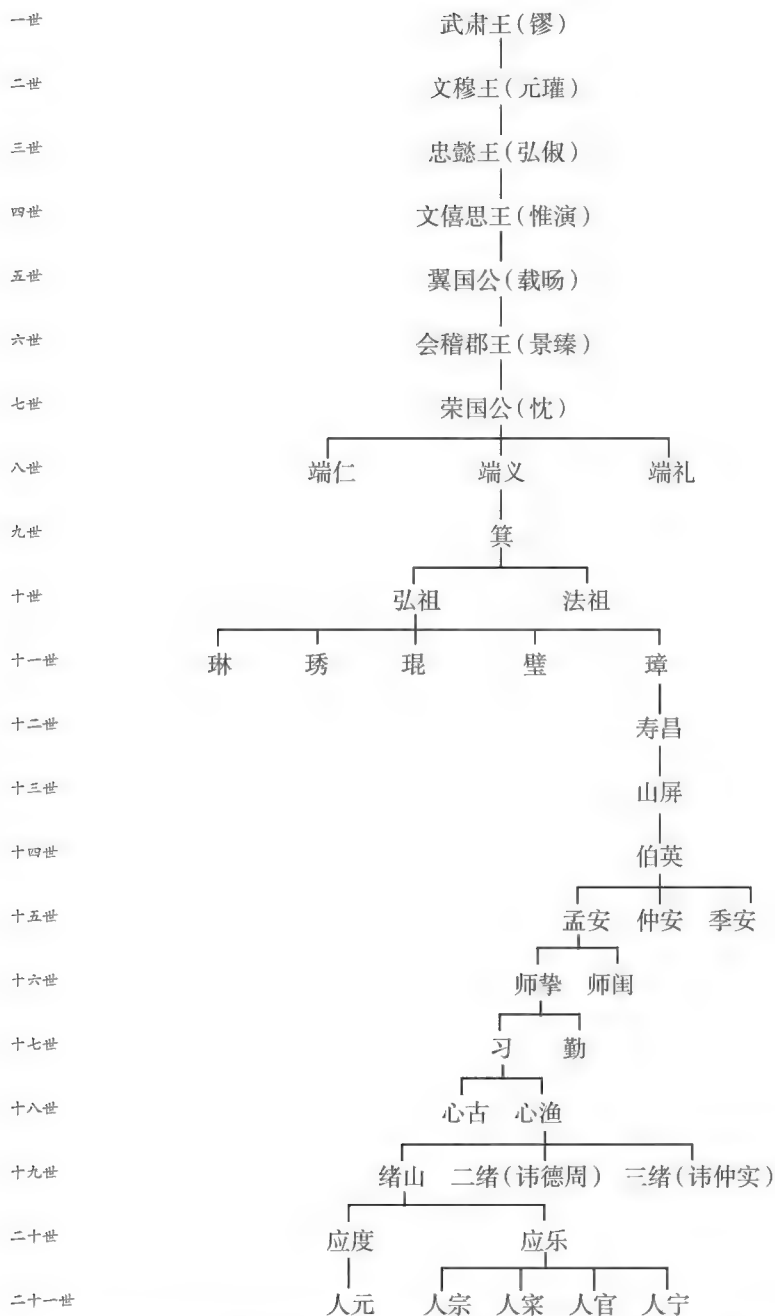 一世 武肃王(镠)
二世 文穆王(元瓘)
三世 忠懿王(弘俶)
四世 文僖思王(惟演)
五世 翼国公(载旸)
六世 会稽郡王(景臻)
七世 荣国公(忱)
八世 端仁 端义 端礼
九世 箕
十世 弘祖 法祖
十一世 琳 琇 琨 璧 璋
十二世 寿昌
十三世 山屏
十四世 伯英
十五世 孟安 仲安 季安
十六世 师挚 师闺
十七世 习 勤
十八世 心古 心渔
十九世 绪山 二绪(讳德周) 三绪(讳仲实)
二十世 应度 应乐
二十一世 人元 人宗 人寀 人官 人宁